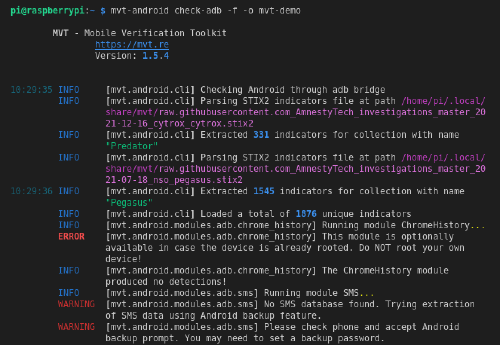 pi@raspberrypi:~ $ mvt-android check-adb -f -o mvt-demo
MVT - Mobile Verification Toolkit
https://mvt.re
Version: 1.5.4
10:29:35 INFO [mvt.android.cli] Checking Android through adb bridge
INFO [mvt.android.cli] Parsing STIX2 indicators file at path /home/pi/.local/
share/mvt/raw.githubusercontent.com_AmnestyTech_investigations_master_20
21-12-16_cytrox_cytrox.stix2
INFO [mvt.android.cli] Extracted 331 indicators for collection with name
"Predator"
INFO [mvt.android.cli] Parsing STIX2 indicators file at path /home/pi/.local/
share/mvt/raw.githubusercontent.com_AmnestyTech_investigations_master_20
21-07-18_nso_pegasus.stix2
10:29:36 INFO [mvt.android.cli] Extracted 1545 indicators for collection with name
"Pegasus"
INFO [mvt.android.cli] Loaded a total of 1876 unique indicators
INFO [mvt.android.modules.adb.chrome_history] Running module ChromeHistory...
ERROR [mvt.android.modules.adb.chrome_history] This module is optionally
available in case the device is already rooted. Do NOT root your own
device!
INFO [mvt.android.modules.adb.chrome_history] The ChromeHistory module
produced no detections!
INFO [mvt.android.modules.adb.sms] Running module SMS...
WARNING [mvt.android.modules.adb.sms] No SMS database found. Trying extraction
of SMS data using Android backup feature.
WARNING [mvt.android.modules.adb.sms] Please check phone and accept Android
backup prompt. You may need to set a backup password.